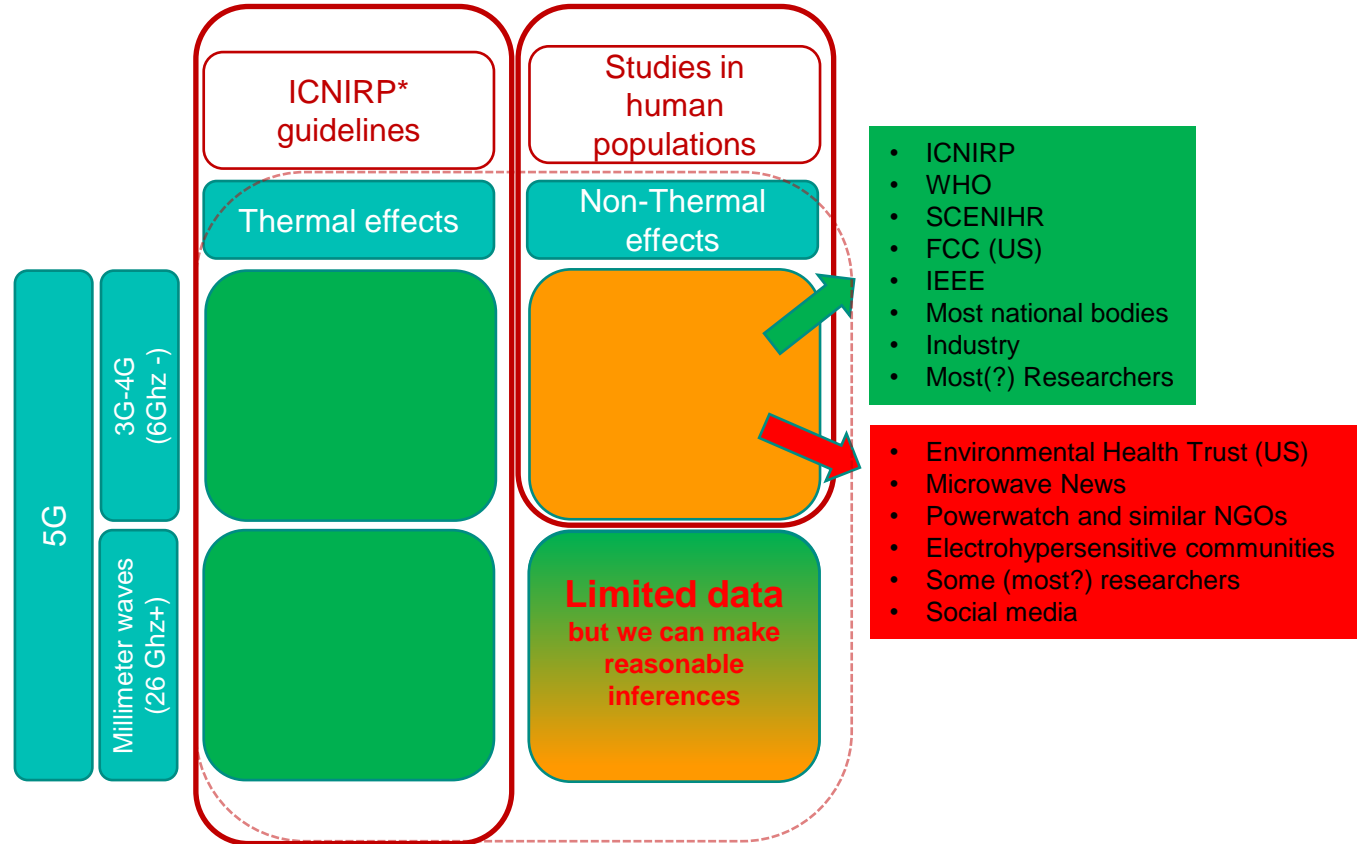 ICNIRP*
guidelines
Studies in
human
populations
Thermal effects
Non-Thermal
effects
5G
3G-4G
(6Ghz -)
Millimeter waves
(26 Ghz+)
Limited data
but we can make
reasonable
inferences
• ICNIRP
• WHO
• SCENIHR
• FCC (US)
• IEEE
• Most national bodies
• Industry
• Most(?) Researchers
• Environmental Health Trust (US)
• Microwave News
• Powerwatch and similar NGOs
• Electrohypersensitive communities
• Some (most?) researchers
• Social media